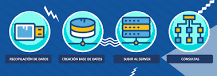 RECOPILACIÓN DE DATOS
CREACIÓN BASE DE DATOS
SUBIR AL SERVER
CONSULTAS